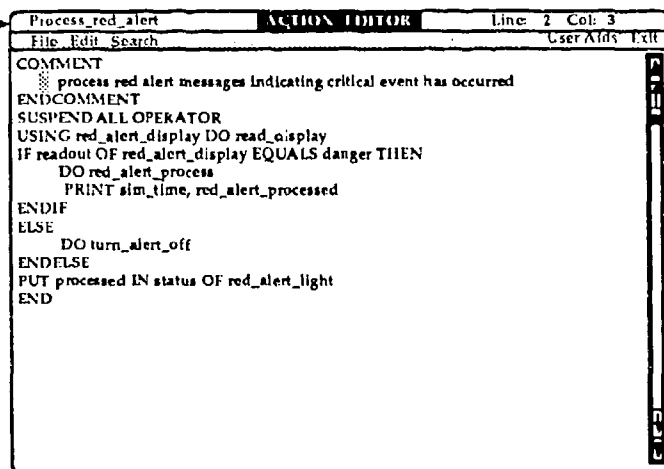 Process_red_alert ACTION EDITOR Line: 2 Col: 3
File Edit Search User Aids Exit
COMMENT
process red alert messages indicating critical event has occurred
ENDCOMMENT
SUSPEND ALL OPERATOR
USING red_alert_display DO read_display
IF readout OF red_alert_display EQUALS danger THEN
DO red_alert_process
PRINT sim_time, red_alert_processed
ENDIF
ELSE
DO turn_alert_off
ENDELSE
PUT processed IN status OF red_alert_light
END